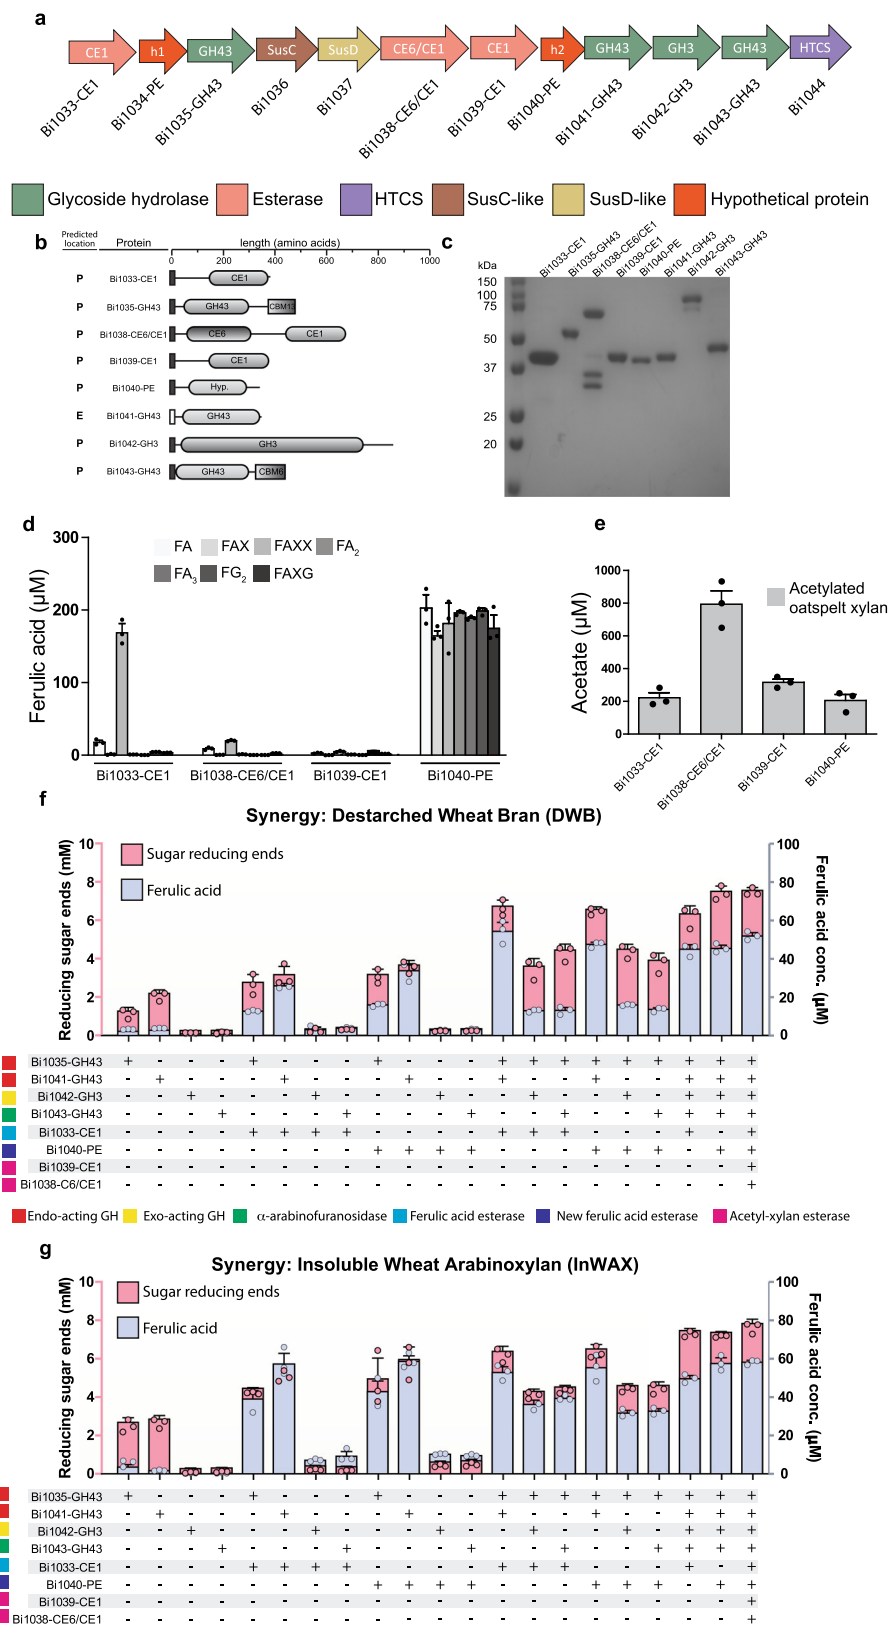 a
CE1 h1 GH43 SusC SusD CE6/CE1 CE1 h2 GH43 GH3 GH43 HTCS
Bi1033-CE1 Bi1034-PE Bi1035-GH43 Bi1036 Bi1037 Bi1038-CE6/CE1 Bi1039-CE1 Bi1040-PE Bi1041-GH43 Bi1042-GH3 Bi1043-GH43 Bi1044
Glycoside hydrolase Esterase HTCS SusC-like SusD-like Hypothetical protein
b
Predicted location Protein length (amino acids)
0 200 400 600 800 1000
P Bi1033-CE1 CE1
P Bi1035-GH43 GH43 CBM13
P Bi1038-CE6/CE1 CE6 CE1
P Bi1039-CE1 CE1
P Bi1040-PE Hyp.
E Bi1041-GH43 GH43
P Bi1042-GH3 GH3
P Bi1043-GH43 GH43 CBM6
c
Bi1033-CE1 Bi1035-GH43 Bi1038-CE6/CE1 Bi1039-CE1 Bi1040-PE Bi1041-GH43 Bi1042-GH3 Bi1043-GH43
kDa
150
100
75
50
37
25
20
d
Ferulic acid (µM)
300
200
100
0
FA FAX FAXX FA2
FA3 FG2 FAXG
Bi1033-CE1 Bi1038-CE6/CE1 Bi1039-CE1 Bi1040-PE
e
Acetate (µM)
1000
800
600
400
200
0
Acetylated
oatspelt xylan
Bi1033-CE1 Bi1038-CE6/CE1 Bi1039-CE1 Bi1040-PE
f
Synergy: Destarched Wheat Bran (DWB)
Reducing sugar ends (mM)
10
8
6
4
2
0
Sugar reducing ends
Ferulic acid
100
80
60
40
20
0
Ferulic acid conc. (µM)
Bi1035-GH43 + - - - + - - - + - - - + + + + + + + + +
Bi1041-GH43 - + - - - + - - - + - - + - - + - - + + +
Bi1042-GH3 - - + - - - + - - - + - - + - - + - + + +
Bi1043-GH43 - - - + - - - + - - - + - - + - - + + + +
Bi1033-CE1 - - - - + + + + - - - - + + + - - - + - +
Bi1040-PE - - - - - - - - + + + + - - - + + + - + +
Bi1039-CE1 - - - - - - - - - - - - - - - - - - - - +
Bi1038-C6/CE1 - - - - - - - - - - - - - - - - - - - - +
Endo-acting GH Exo-acting GH α-arabinofuranosidase Ferulic acid esterase New ferulic acid esterase Acetyl-xylan esterase
g
Synergy: Insoluble Wheat Arabinoxylan (InWAX)
Reducing sugar ends (mM)
10
8
6
4
2
0
Sugar reducing ends
Ferulic acid
100
80
60
40
20
0
Ferulic acid conc. (µM)
Bi1035-GH43 + - - - + - - - + - - - + + + + + + + + +
Bi1041-GH43 - + - - - + - - - + - - + - - + - - + + +
Bi1042-GH3 - - + - - - + - - - + - - + - - + - + + +
Bi1043-GH43 - - - + - - - + - - - + - - + - - + + + +
Bi1033-CE1 - - - - + + + + - - - - + + + - - - + - +
Bi1040-PE - - - - - - - - + + + + - - - + + + - + +
Bi1039-CE1 - - - - - - - - - - - - - - - - - - - - +
Bi1038-CE6/CE1 - - - - - - - - - - - - - - - - - - - - +